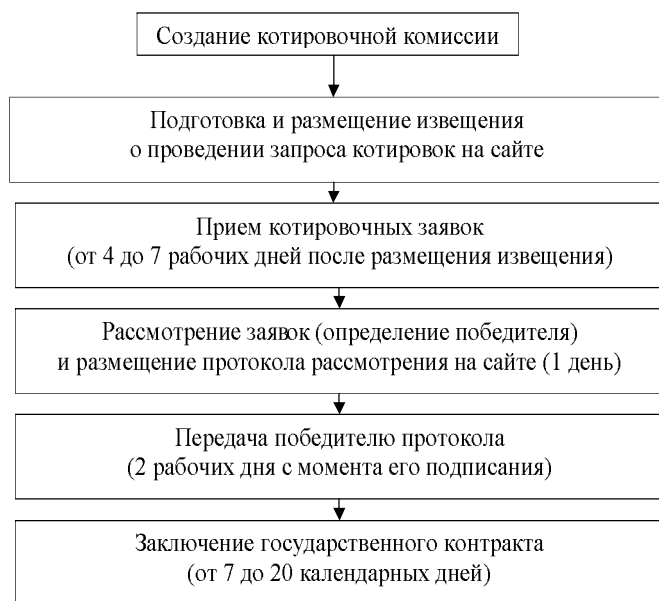 Создание котировочной комиссии
Подготовка и размещение извещения
о проведении запроса котировок на сайте
Прием котировочных заявок
(от 4 до 7 рабочих дней после размещения извещения)
Рассмотрение заявок (определение победителя)
и размещение протокола рассмотрения на сайте (1 день)
Передача победителю протокола
(2 рабочих дня с момента его подписания)
Заключение государственного контракта
(от 7 до 20 календарных дней)